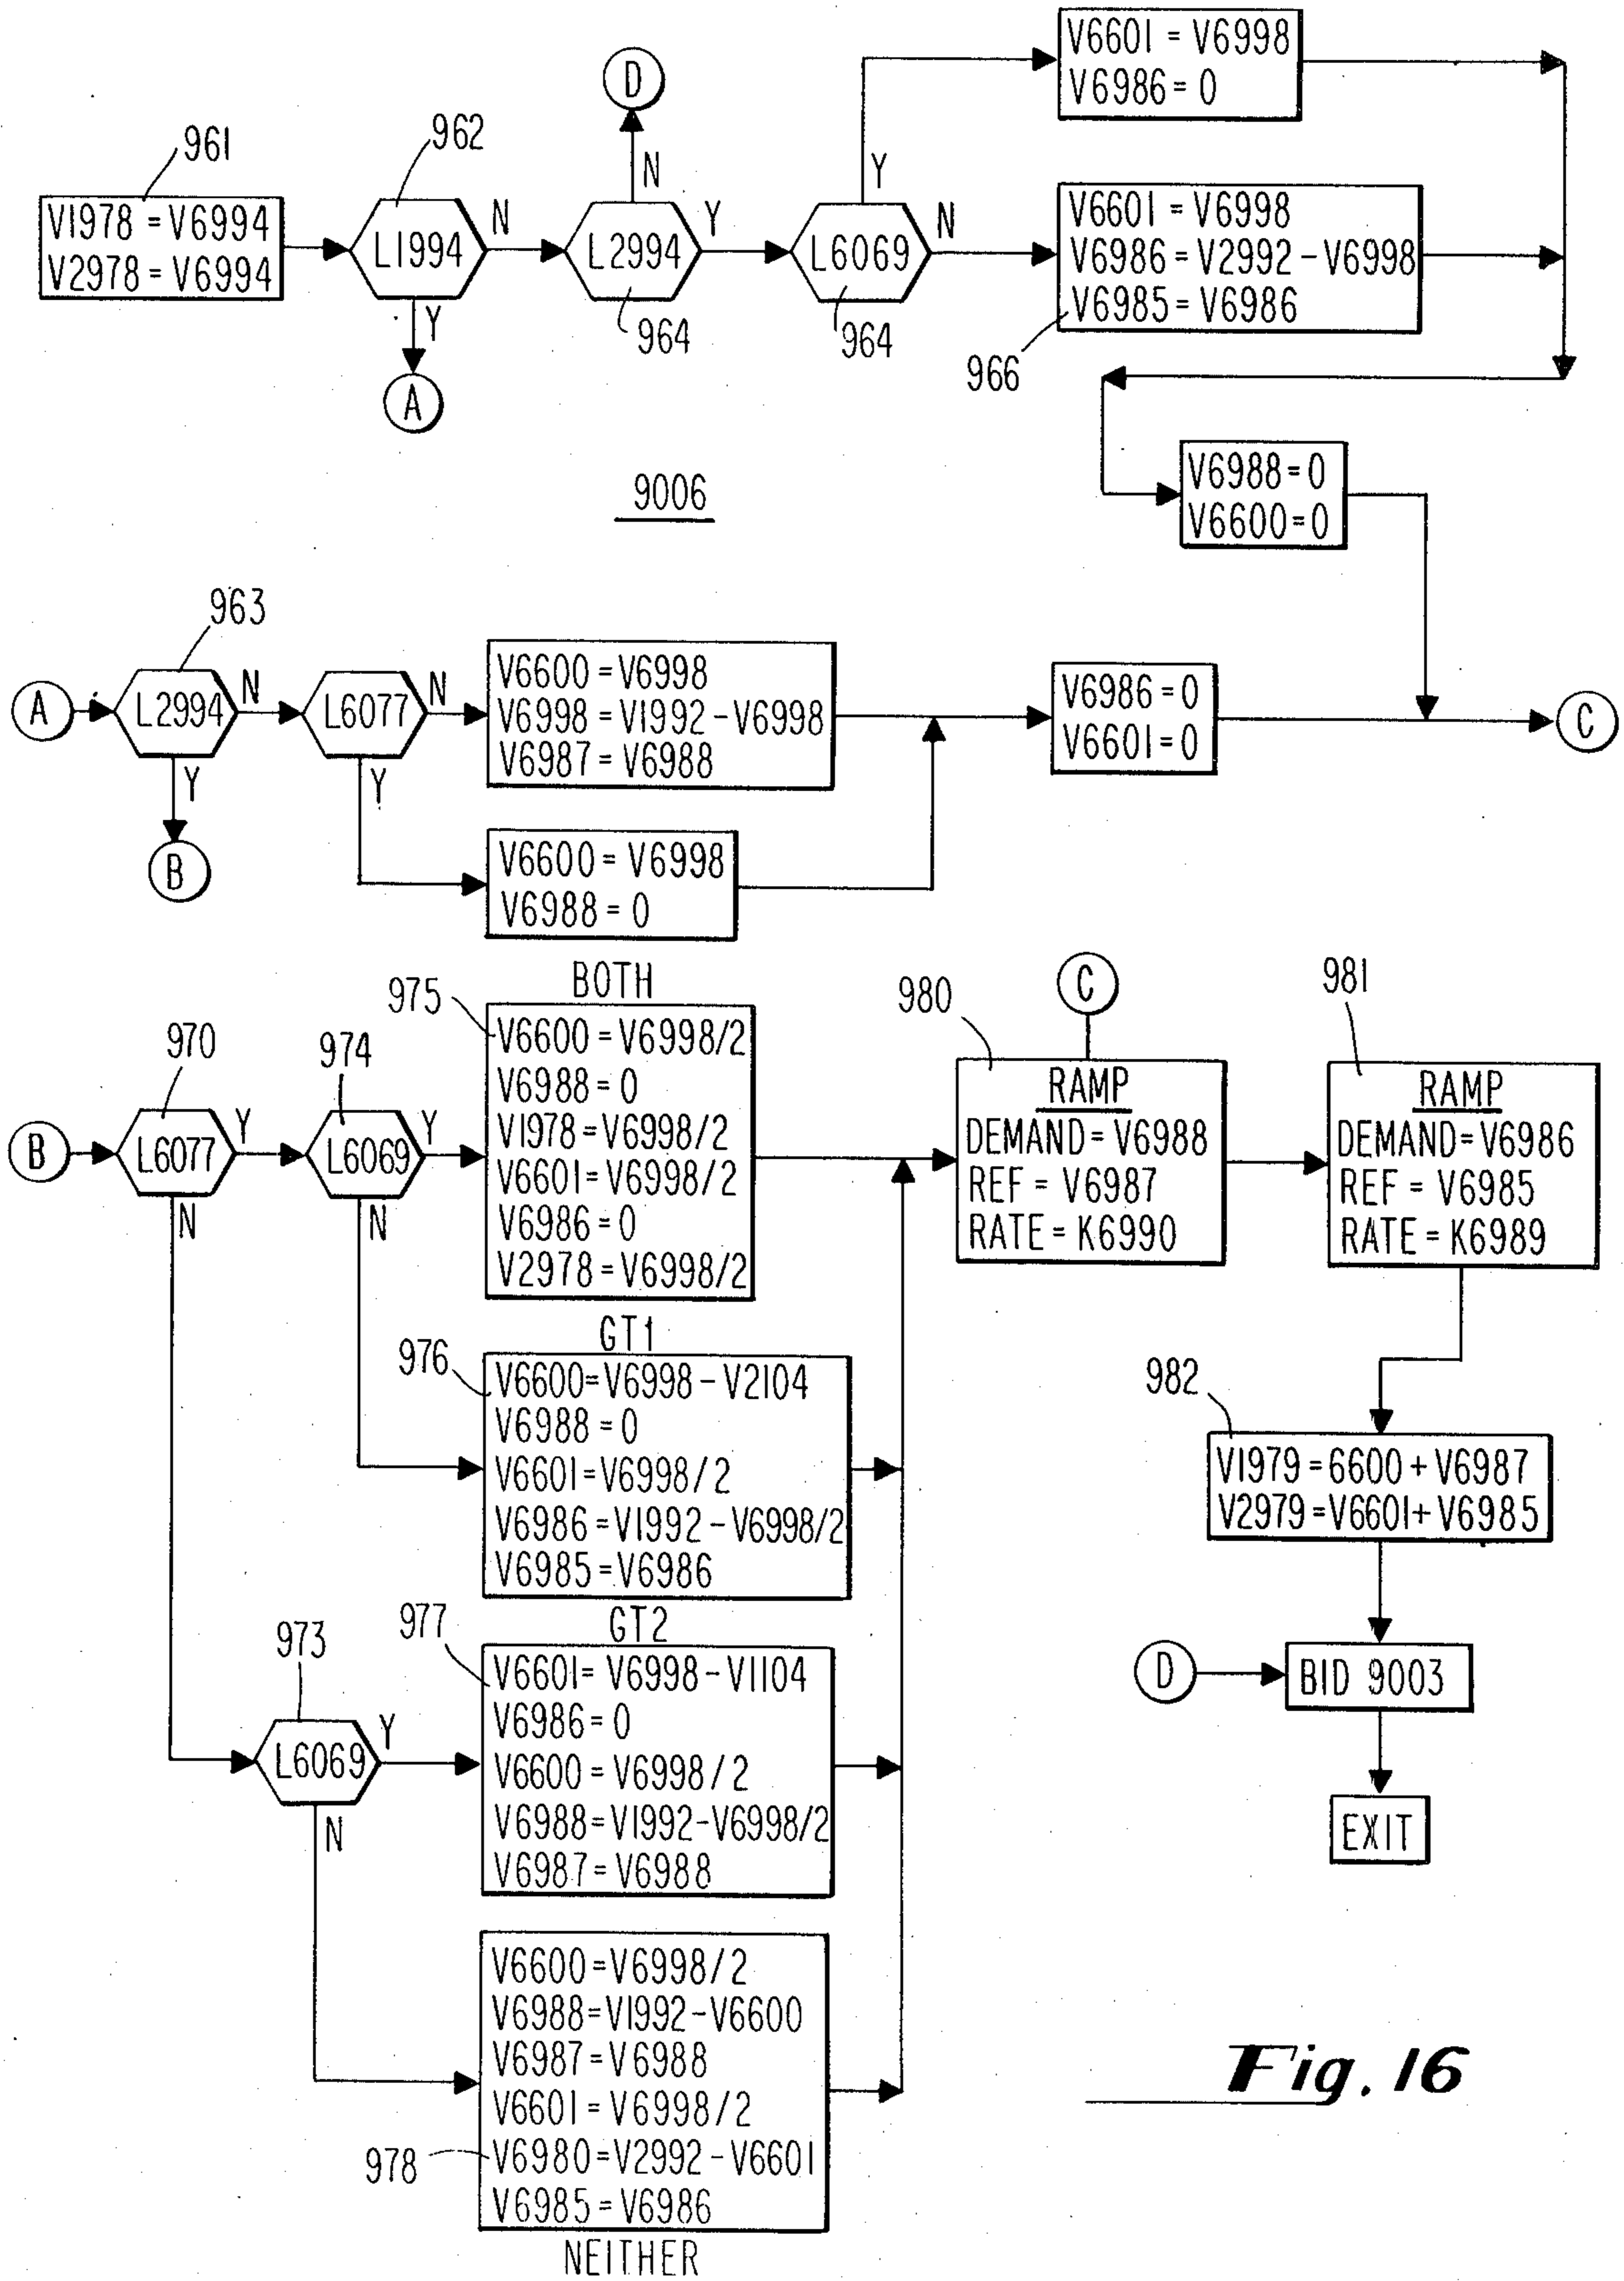 961
V1978 = V6994
V2978 = V6994
962
L1994
N
Y
A
D
N
L2994
964
Y
L6069
964
Y
N
V6601 = V6998
V6986 = 0
V6601 = V6998
V6986 = V2992 - V6998
V6985 = V6986
966
V6988 = 0
V6600 = 0
9006
A
963
L2994
N
Y
B
L6077
N
Y
V6600 = V6998
V6998 = V1992 - V6998
V6987 = V6988
V6600 = V6998
V6988 = 0
V6986 = 0
V6601 = 0
C
B
970
L6077
Y
N
974
L6069
Y
N
BOTH
975
V6600 = V6998/2
V6988 = 0
V1978 = V6998/2
V6601 = V6998/2
V6986 = 0
V2978 = V6998/2
GT1
976
V6600 = V6998 - V2104
V6988 = 0
V6601 = V6998/2
V6986 = V1992 - V6998/2
V6985 = V6986
973
L6069
Y
N
GT2
977
V6601 = V6998 - V1104
V6986 = 0
V6600 = V6998/2
V6988 = V1992 - V6998/2
V6987 = V6988
V6600 = V6998/2
V6988 = V1992 - V6600
V6987 = V6988
V6601 = V6998/2
V6980 = V2992 - V6601
V6985 = V6986
978
NEITHER
C
980
RAMP
DEMAND = V6988
REF = V6987
RATE = K6990
981
RAMP
DEMAND = V6986
REF = V6985
RATE = K6989
982
V1979 = 6600 + V6987
V2979 = V6601 + V6985
D
BID 9003
EXIT
Fig. 16